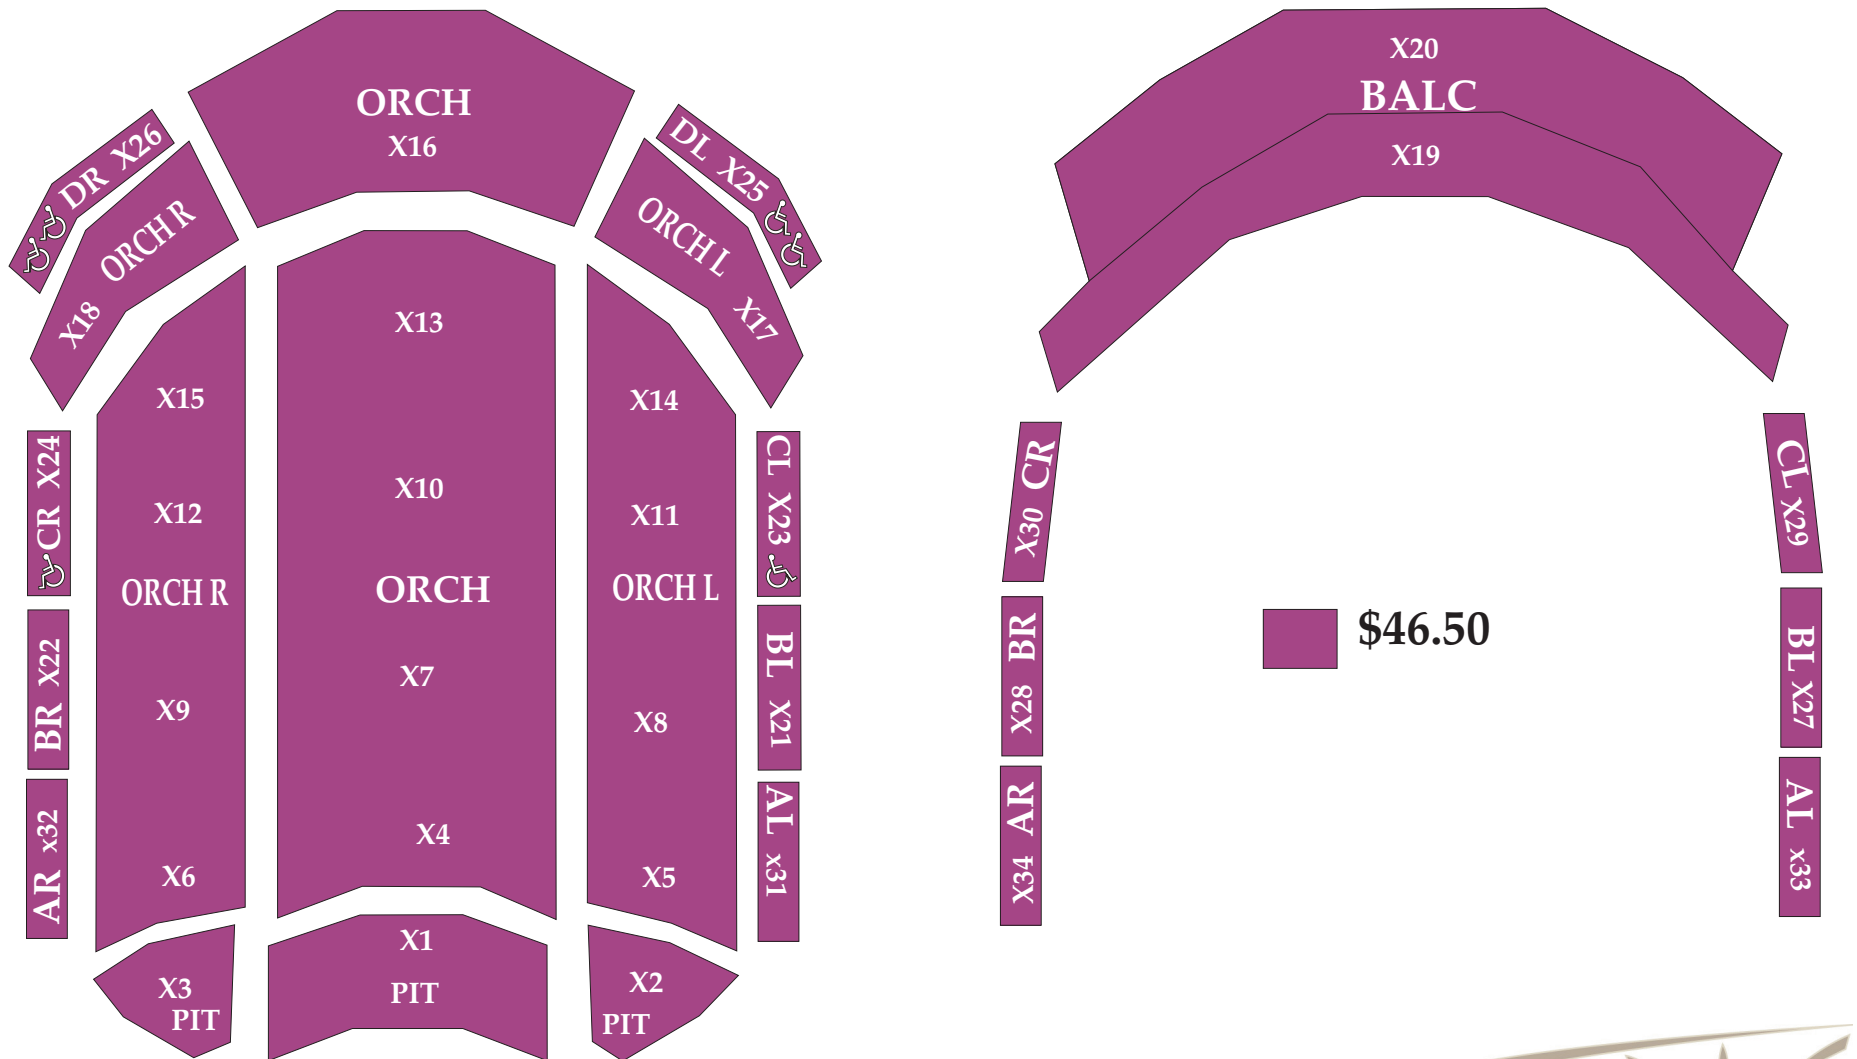 ORCH
X16
DR X26
ORCH R
X18
DL X25
ORCH L
X17
X13
X15
X14
CR X24
CL X23
X10
X12
X11
ORCH R
ORCH
ORCH L
BR X22
BL X21
X7
X9
X8
AR x32
AL x31
X4
X6
X5
X1
PIT
X3
PIT
X2
PIT
X20
BALC
X19
X30 CR
CL X29
X28 BR
BL X27
X34 AR
AL x33
$46.50